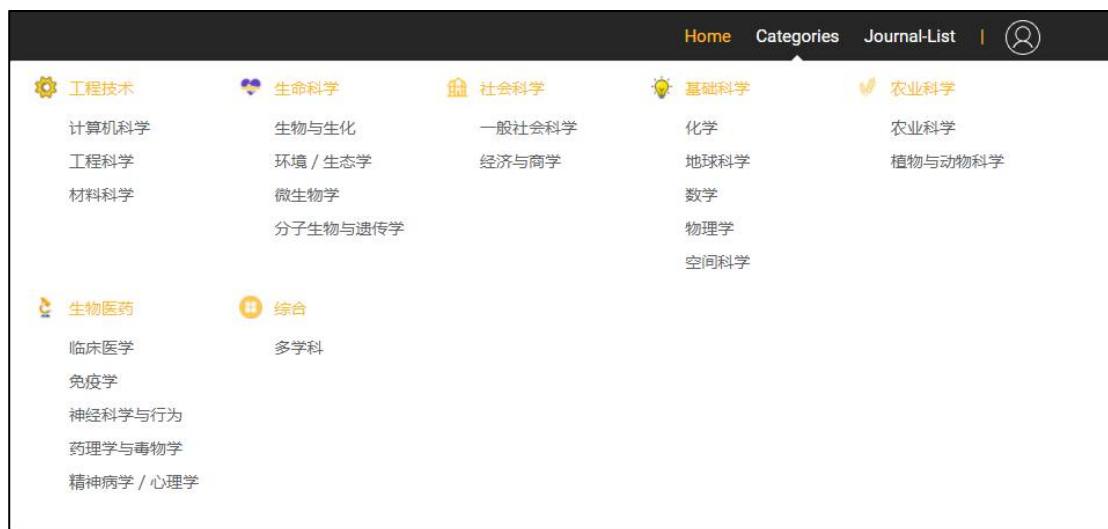 Home Categories Journal-List |
工程技术
计算机科学
工程科学
材料科学
生命科学
生物与生化
环境 / 生态学
微生物学
分子生物与遗传学
社会科学
一般社会科学
经济与商学
基础科学
化学
地球科学
数学
物理学
空间科学
农业科学
农业科学
植物与动物科学
生物医药
临床医学
免疫学
神经科学与行为
药理学与毒物学
精神病学 / 心理学
综合
多学科